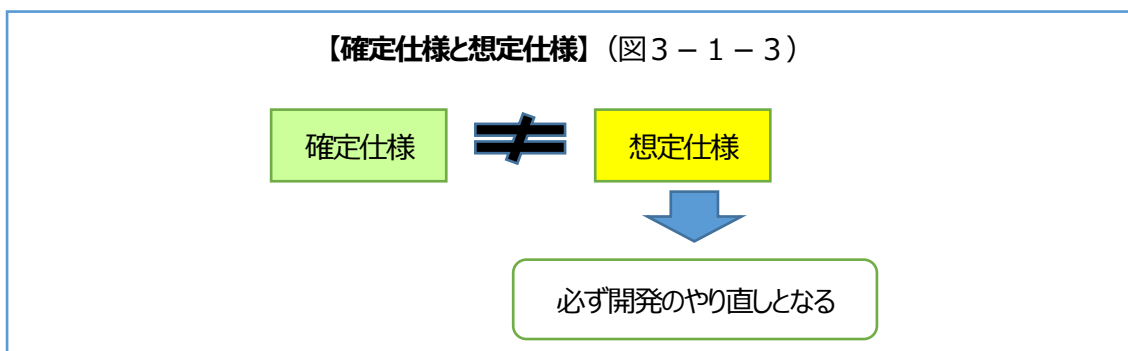 【確定仕様と想定仕様】（図３－１－３）
確定仕様 ≠ 想定仕様
必ず開発のやり直しとなる